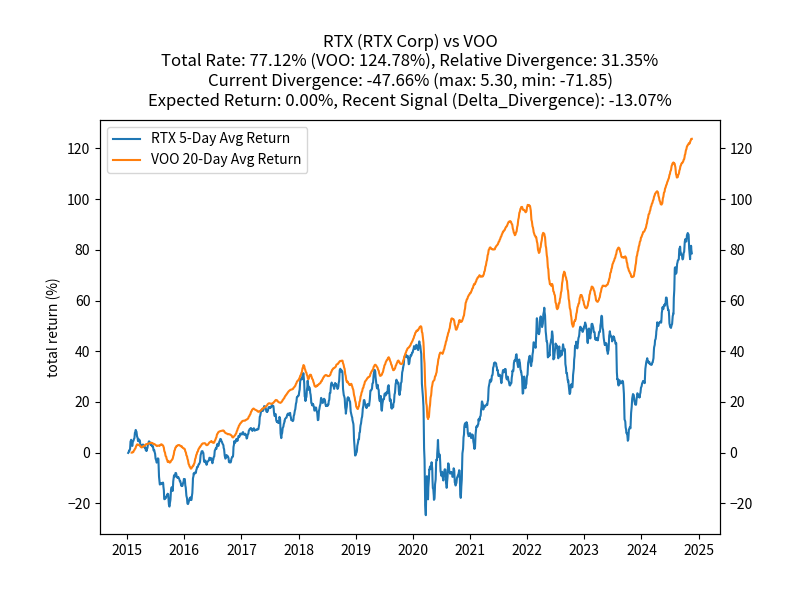 RTX (RTX Corp) vs VOO
Total Rate: 77.12% (VOO: 124.78%), Relative Divergence: 31.35%
Current Divergence: -47.66% (max: 5.30, min: -71.85)
Expected Return: 0.00%, Recent Signal (Delta_Divergence): -13.07%
RTX 5-Day Avg Return
VOO 20-Day Avg Return
total return (%)
120 120
100 100
80 80
60 60
40 40
20 20
0 0
−20 −20
2015 2016 2017 2018 2019 2020 2021 2022 2023 2024 2025